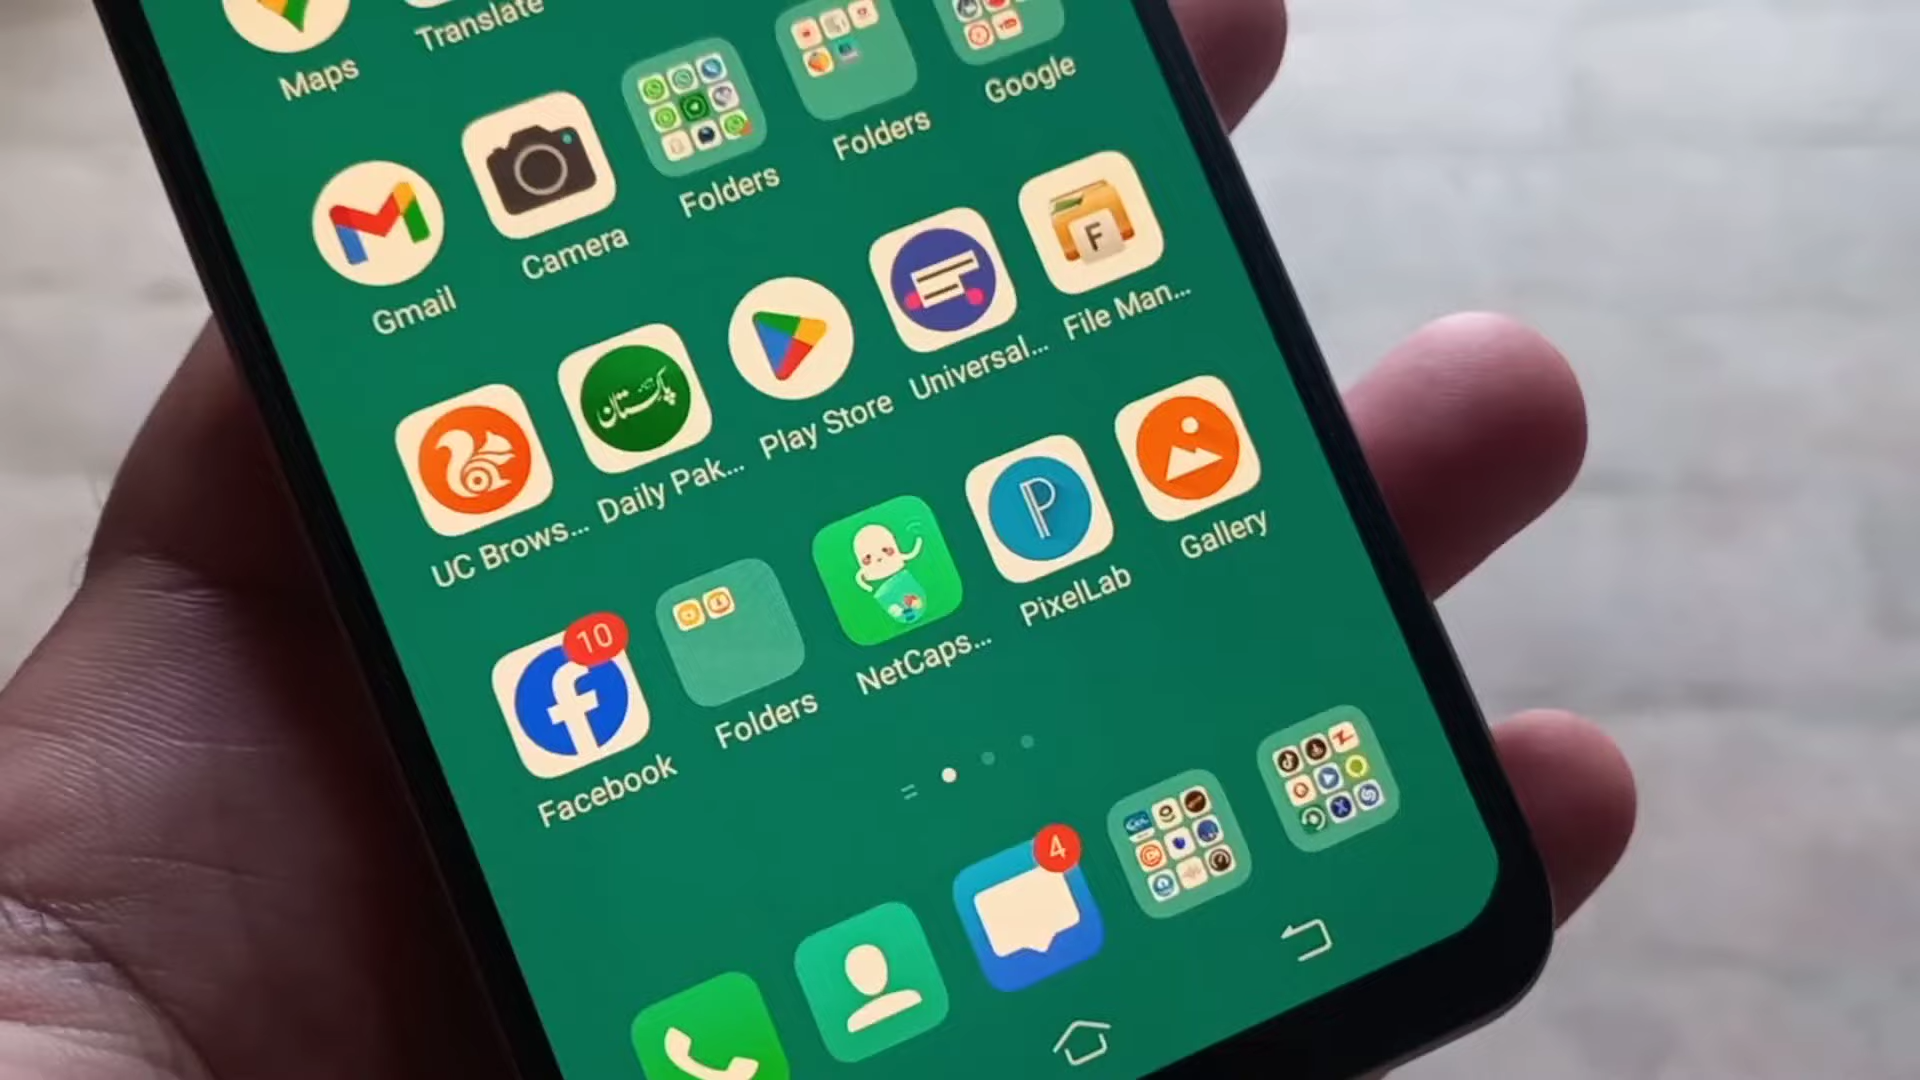 Translate
Maps
Google
Folders
Folders
Camera
Gmail
File Man...
F
Universal...
Play Store
پاکستان
Daily Pak...
UC Brows...
Gallery
P
PixelLab
NetCaps...
Folders
10
Facebook
4